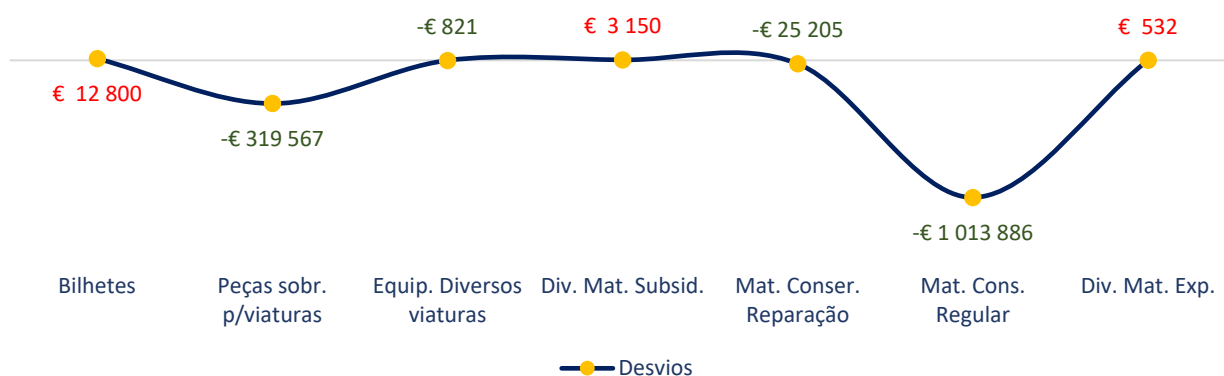 -€ 821
€ 3 150
-€ 25 205
€ 532
€ 12 800
-€ 319 567
-€ 1 013 886
Bilhetes
Peças sobr.
p/viaturas
Equip. Diversos
viaturas
Div. Mat. Subsid.
Mat. Conser.
Reparação
Mat. Cons.
Regular
Div. Mat. Exp.
Desvios